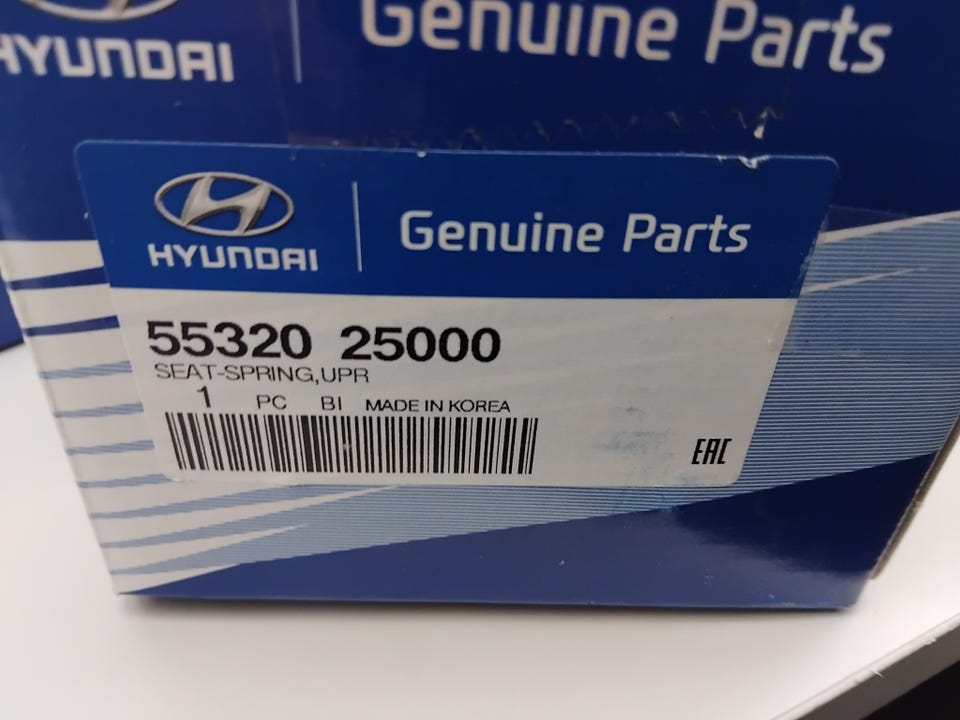 HYUNDAI
Genuine Parts
HYUNDAI
Genuine Parts
55320 25000
SEAT-SPRING,UPR
1 PC BI MADE IN KOREA
EAC